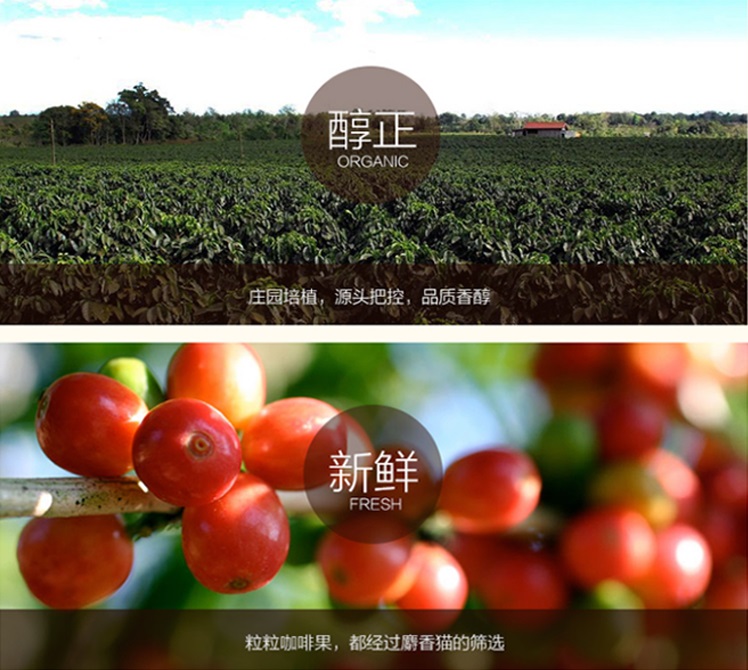 醇正
ORGANIC
庄园培植，源头把控，品质香醇
新鲜
FRESH
粒粒咖啡果，都经过麝香猫的筛选